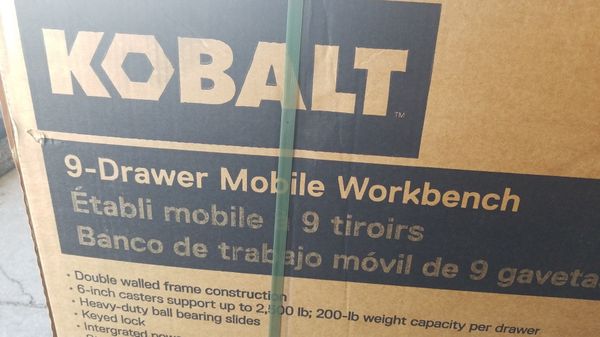 KOBALT™
9-Drawer Mobile Workbench
Établi mobile à 9 tiroirs
Banco de trabajo móvil de 9 gaveta
· Double walled frame construction
· 6-inch casters support up to 2,500 lb; 200-lb weight capacity per drawer
· Heavy-duty ball bearing slides
· Keyed lock
· Intergrated pow